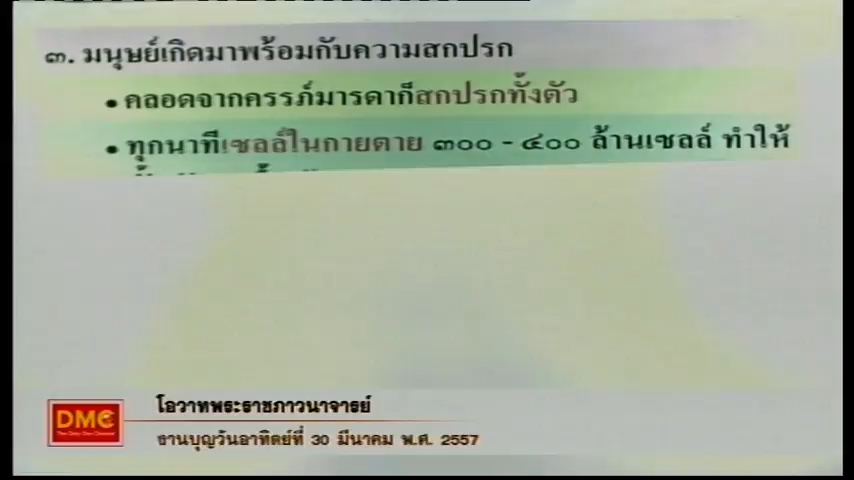 ๓. มนุษย์เกิดมาพร้อมกับความสกปรก
• คลอดจากครรภ์มารดาก็สกปรกทั้งตัว
• ทุกนาทีเซลล์ในกายตาย ๓๐๐ - ๔๐๐ ล้านเซลล์ ทำให้
DMC
โอวาทพระราชภาวนาจารย์
งานบุญวันอาทิตย์ที่ 30 มีนาคม พ.ศ. 2557